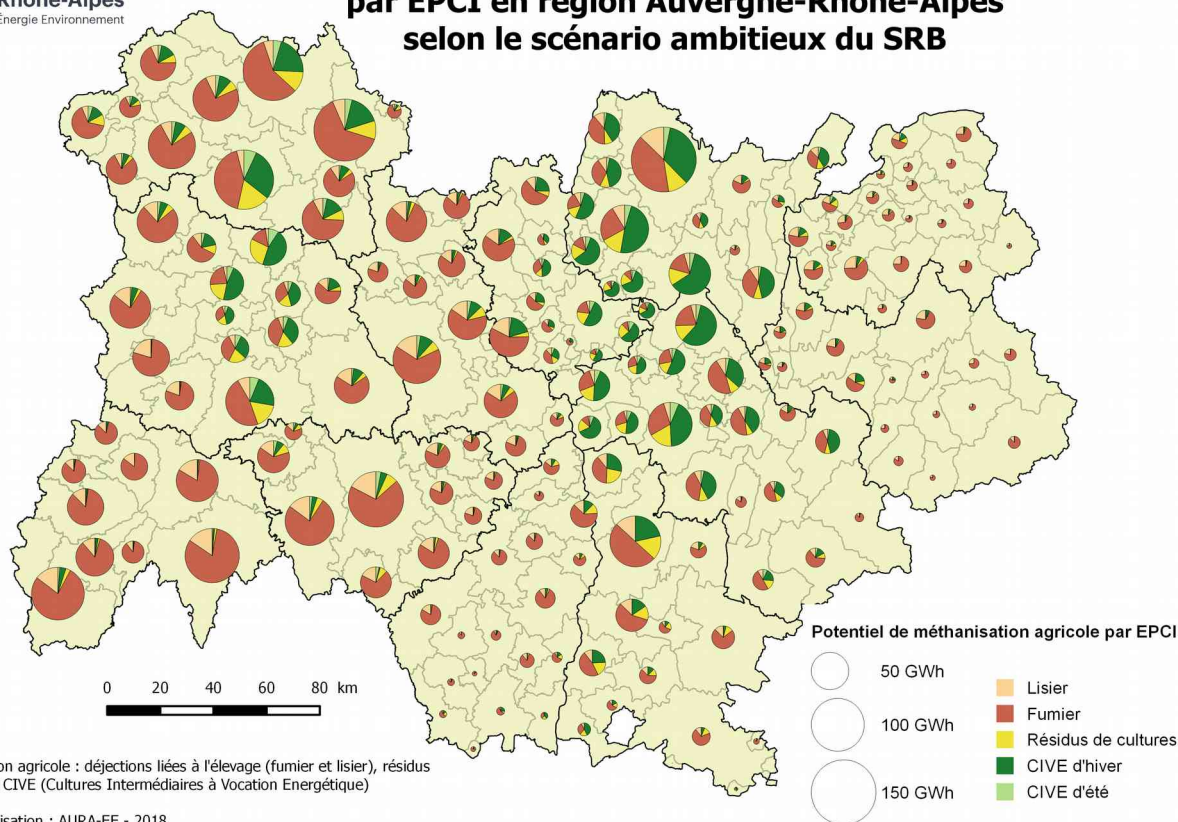 Rhône-Alpes
Énergie Environnement
par EPCI en région Auvergne-Rhône-Alpes
selon le scénario ambitieux du SRB
Potentiel de méthanisation agricole par EPCI
50 GWh
100 GWh
150 GWh
Lisier
Fumier
Résidus de cultures
CIVE d'hiver
CIVE d'été
0 20 40 60 80 km
on agricole : déjections liées à l'élevage (fumier et lisier), résidus
CIVE (Cultures Intermédiaires à Vocation Energétique)
isation : AURA-EE - 2018